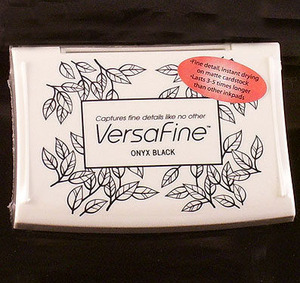 •Fine detail, Instant drying
on matte cardstock
•Lasts 3-5 times longer
than other inkpads
Captures fine details like no other
VersaFine™
ONYX BLACK